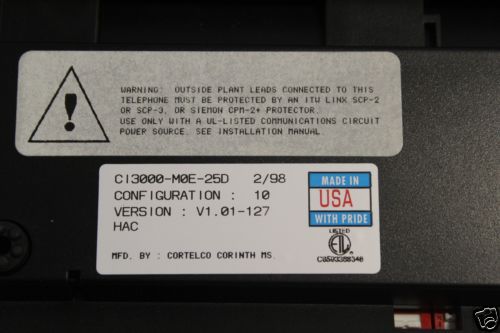 WARNING: OUTSIDE PLANT LEADS CONNECTED TO THIS
TELEPHONE MUST BE PROTECTED BY AN ITW LINX SCP-2
OR SCP-3, OR SIEMON CPM-2+ PROTECTOR.
USE ONLY WITH A UL-LISTED COMMUNICATIONS CIRCUIT
POWER SOURCE. SEE INSTALLATION MANUAL.
CI3000-M0E-25D 2/98
CONFIGURATION : 10
VERSION : V1.01-127
HAC
MFD. BY : CORTELCO CORINTH MS.
MADE IN
USA
WITH PRIDE
LISTED
ETL